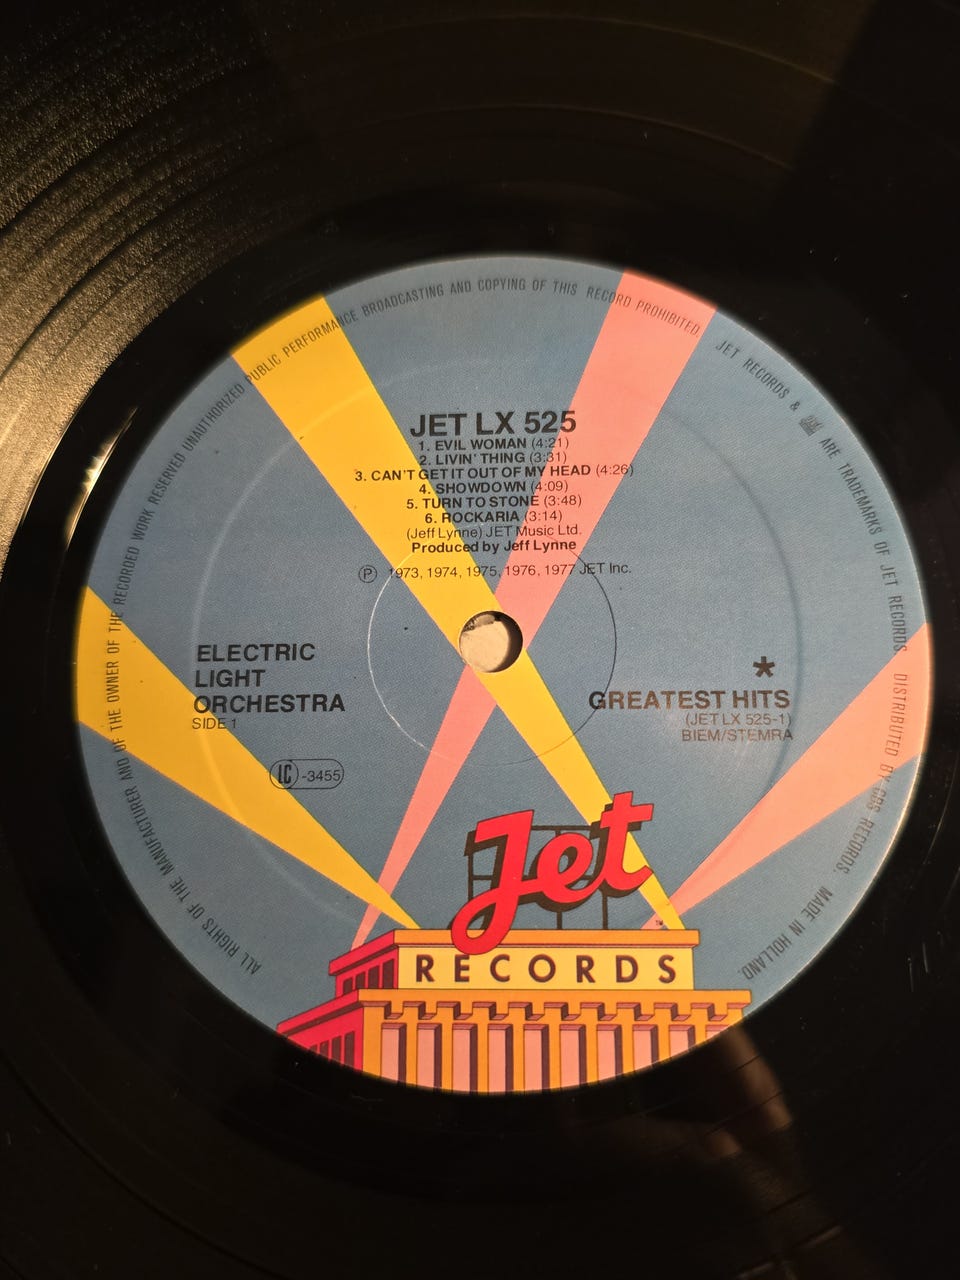 ALL RIGHTS OF THE MANUFACTURER AND OF THE OWNER OF THE RECORDED WORK RESERVED UNAUTHORIZED PUBLIC PERFORMANCE BROADCASTING AND COPYING OF THIS RECORD PROHIBITED.
JET RECORDS & ARE TRADEMARKS OF JET RECORDS. DISTRIBUTED BY CBS RECORDS. MADE IN HOLLAND.
JET LX 525
1. EVIL WOMAN (4:21)
2. LIVIN' THING (3:31)
3. CAN'T GET IT OUT OF MY HEAD (4:26)
4. SHOWDOWN (4:09)
5. TURN TO STONE (3:48)
6. ROCKARIA (3:14)
(Jeff Lynne) JET Music Ltd.
Produced by Jeff Lynne
Ⓟ 1973, 1974, 1975, 1976, 1977 JET Inc.
ELECTRIC
LIGHT
ORCHESTRA
SIDE 1
LC -3455
*
GREATEST HITS
(JET LX 525-1)
BIEM/STEMRA
Jet
TM
RECORDS